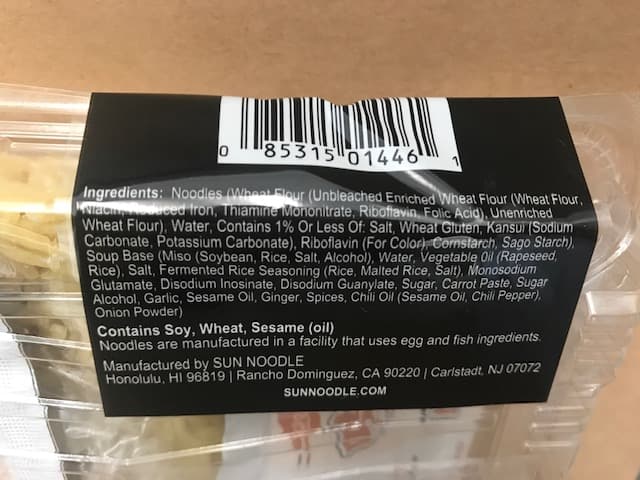 0 85315 01446 1
Ingredients: Noodles (Wheat Flour (Unbleached Enriched Wheat Flour (Wheat Flour,
Niacin, Reduced Iron, Thiamine Mononitrate, Riboflavin, Folic Acid), Unenriched
Wheat Flour), Water, Contains 1% Or Less Of: Salt, Wheat Gluten, Kansui (Sodium
Carbonate, Potassium Carbonate), Riboflavin (For Color), Cornstarch, Sago Starch),
Soup Base (Miso (Soybean, Rice, Salt, Alcohol), Water, Vegetable Oil (Rapeseed,
Rice), Salt, Fermented Rice Seasoning (Rice, Malted Rice, Salt), Monosodium
Glutamate, Disodium Inosinate, Disodium Guanylate, Sugar, Carrot Paste, Sugar
Alcohol, Garlic, Sesame Oil, Ginger, Spices, Chili Oil (Sesame Oil, Chili Pepper),
Onion Powder)
Contains Soy, Wheat, Sesame (oil)
Noodles are manufactured in a facility that uses egg and fish ingredients.
Manufactured by SUN NOODLE
Honolulu, HI 96819 | Rancho Dominguez, CA 90220 | Carlstadt, NJ 07072
SUNNOODLE.COM